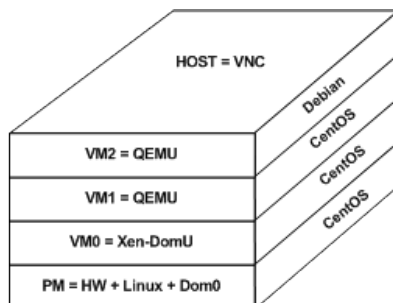 HOST = VNC
Debian
VM2 = QEMU
CentOS
VM1 = QEMU
CentOS
VM0 = Xen-DomU
CentOS
PM = HW + Linux + Dom0